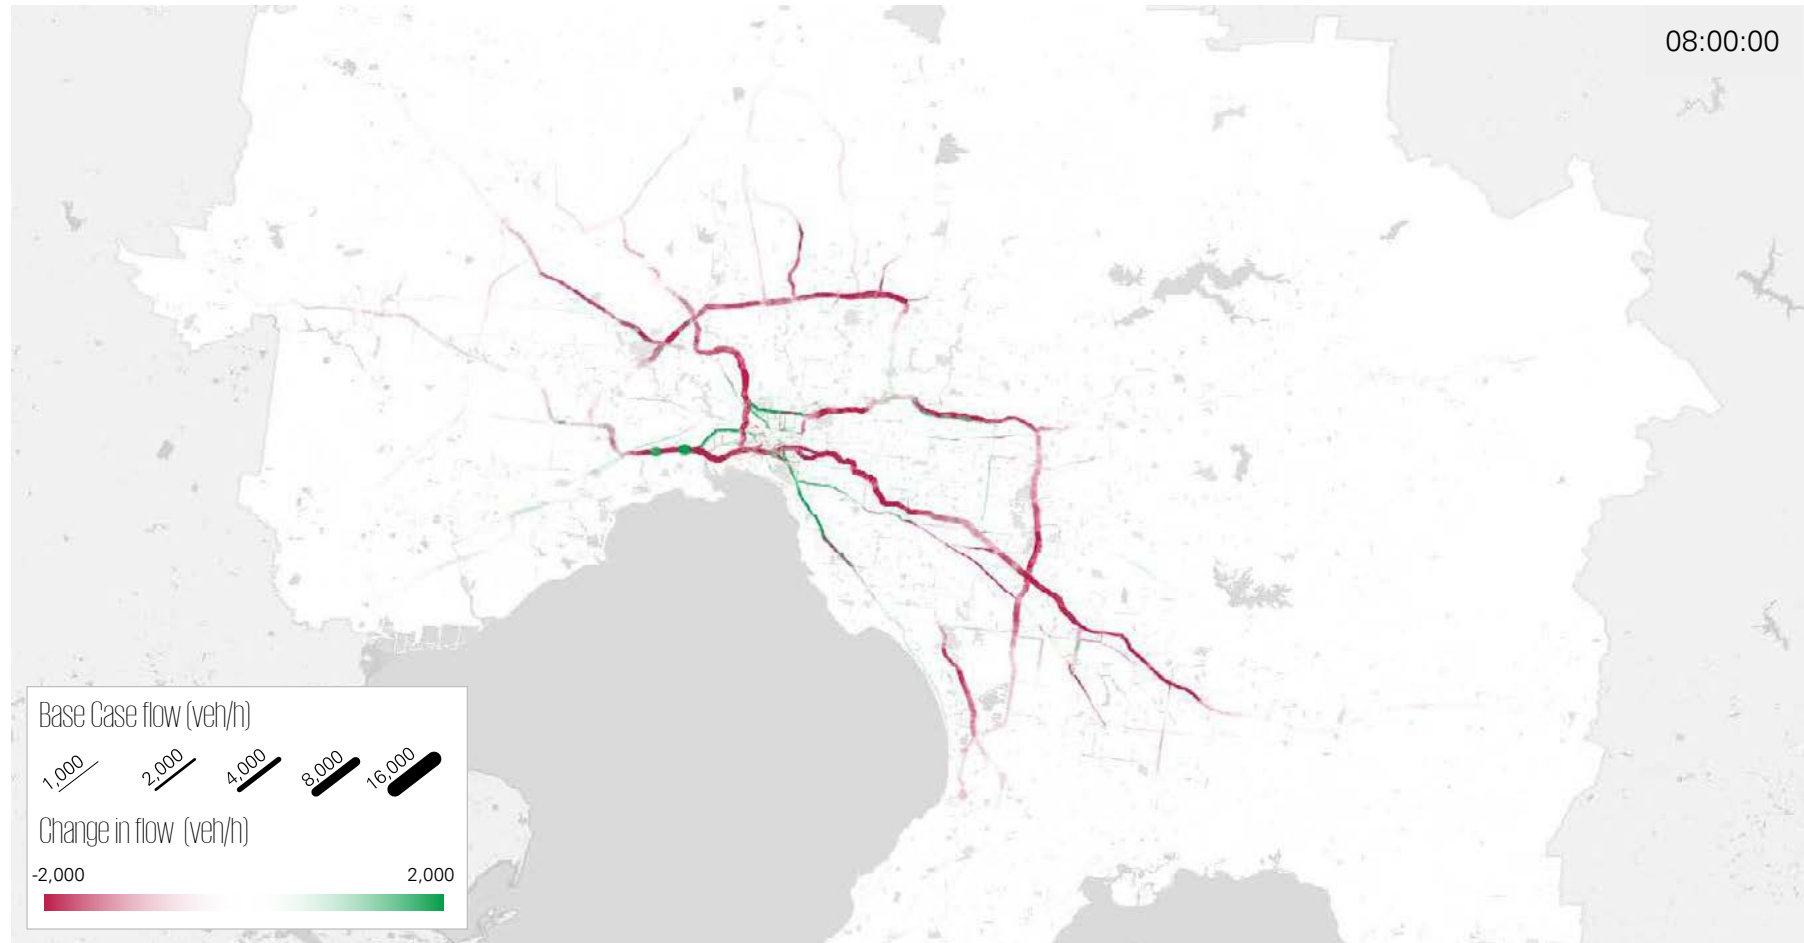 08:00:00
Base Case flow (veh/h)
1,000 2,000 4,000 8,000 16,000
Change in flow (veh/h)
-2,000 2,000